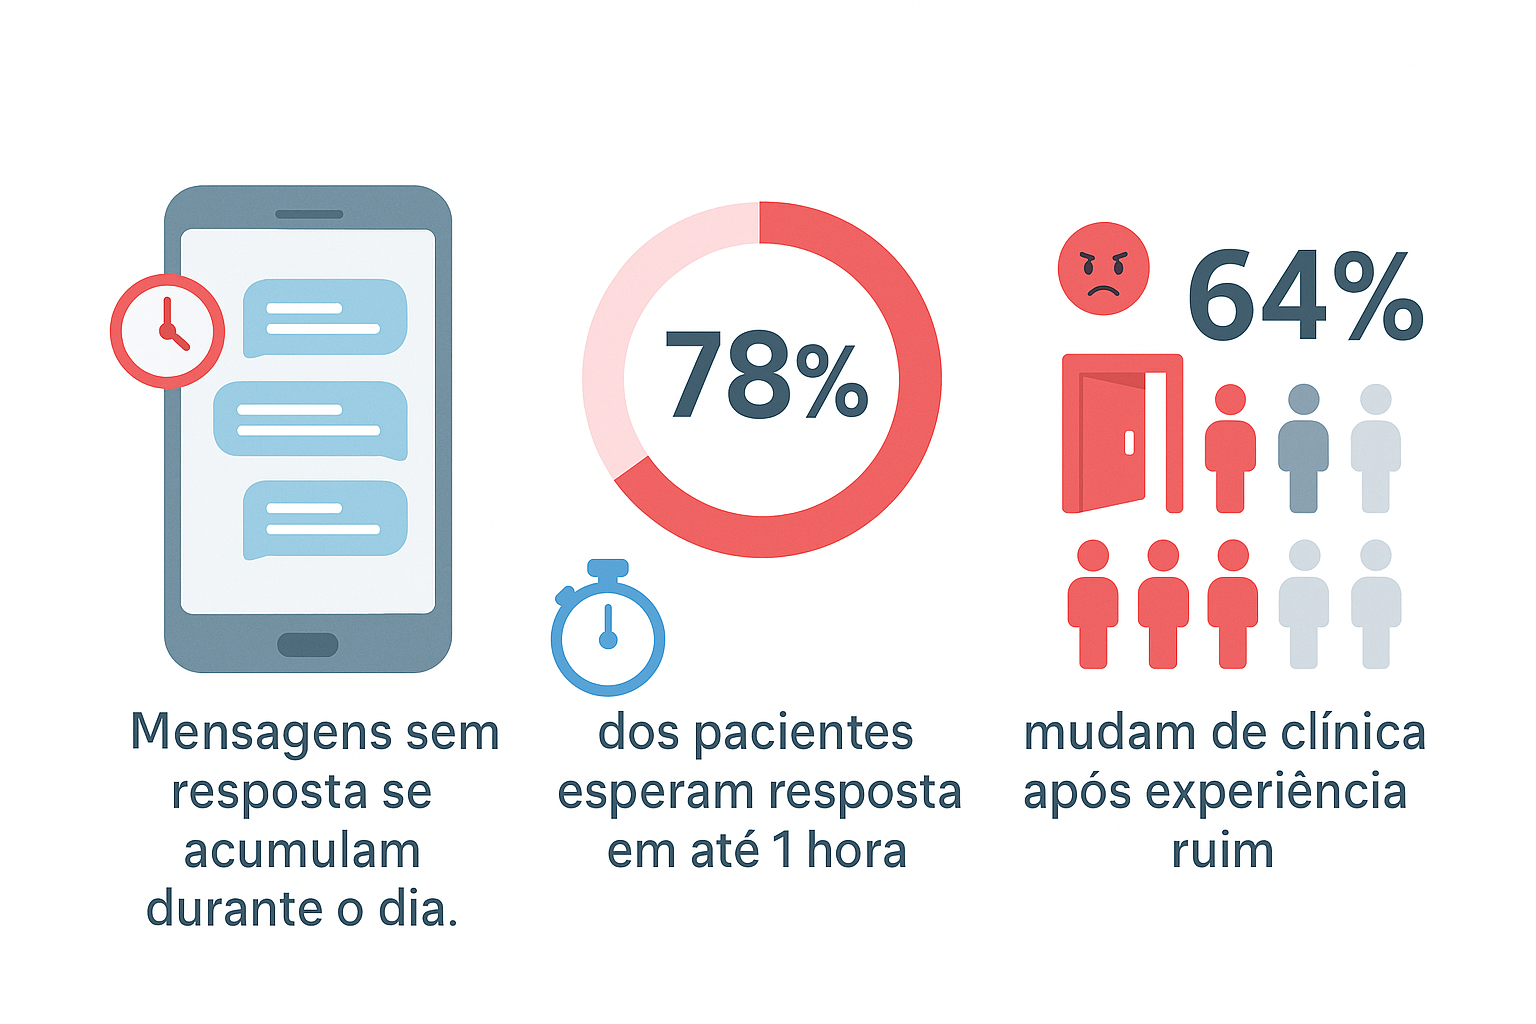 Mensagens sem
resposta se
acumulam
durante o dia.
78%
dos pacientes
esperam resposta
em até 1 hora
64%
mudam de clínica
após experiência
ruim